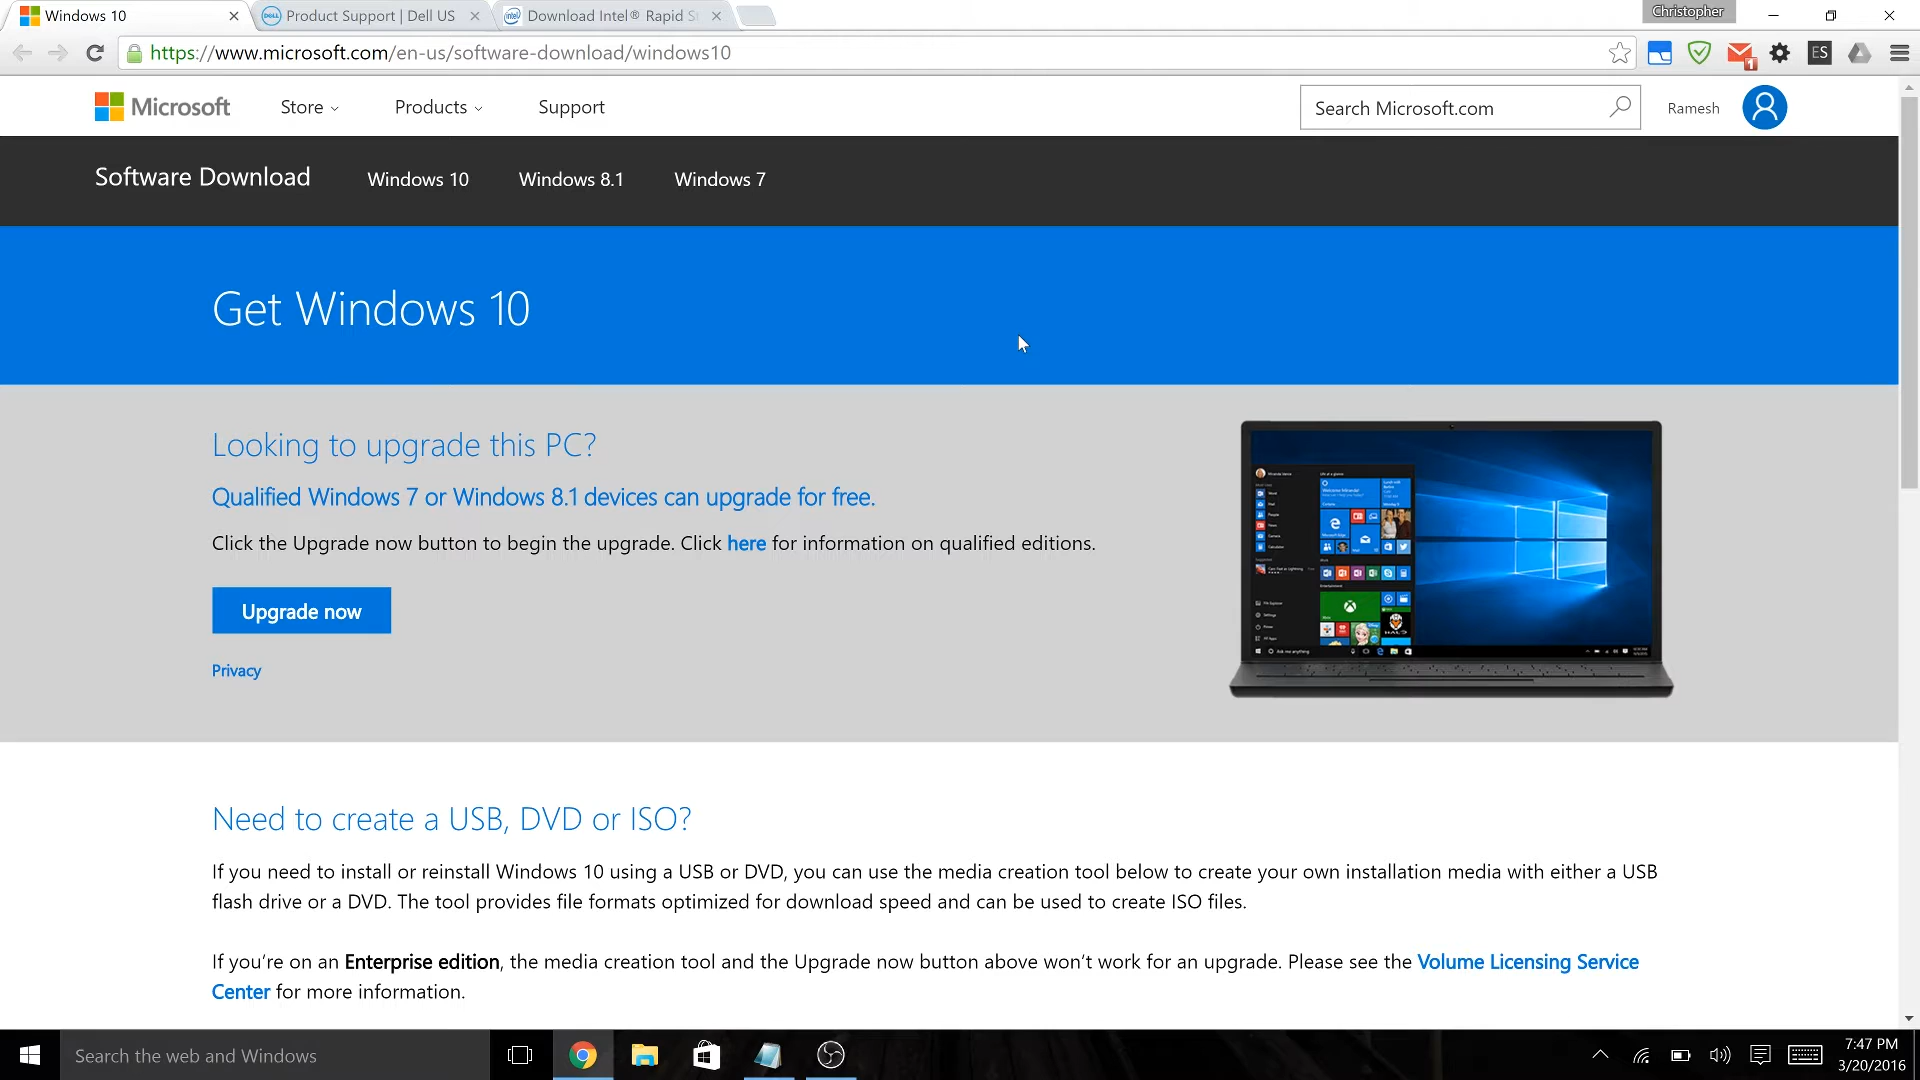 Windows 10
Product Support | Dell US
Download Intel® Rapid S
Christopher
https://www.microsoft.com/en-us/software-download/windows10
1
ES
Microsoft
Store
Products
Support
Search Microsoft.com
Ramesh
Software Download
Windows 10
Windows 8.1
Windows 7
Get Windows 10
Looking to upgrade this PC?
Qualified Windows 7 or Windows 8.1 devices can upgrade for free.
Click the Upgrade now button to begin the upgrade. Click here for information on qualified editions.
Upgrade now
Privacy
Need to create a USB, DVD or ISO?
If you need to install or reinstall Windows 10 using a USB or DVD, you can use the media creation tool below to create your own installation media with either a USB
flash drive or a DVD. The tool provides file formats optimized for download speed and can be used to create ISO files.
If you're on an Enterprise edition, the media creation tool and the Upgrade now button above won't work for an upgrade. Please see the Volume Licensing Service
Center for more information.
Search the web and Windows
7:47 PM
3/20/2016